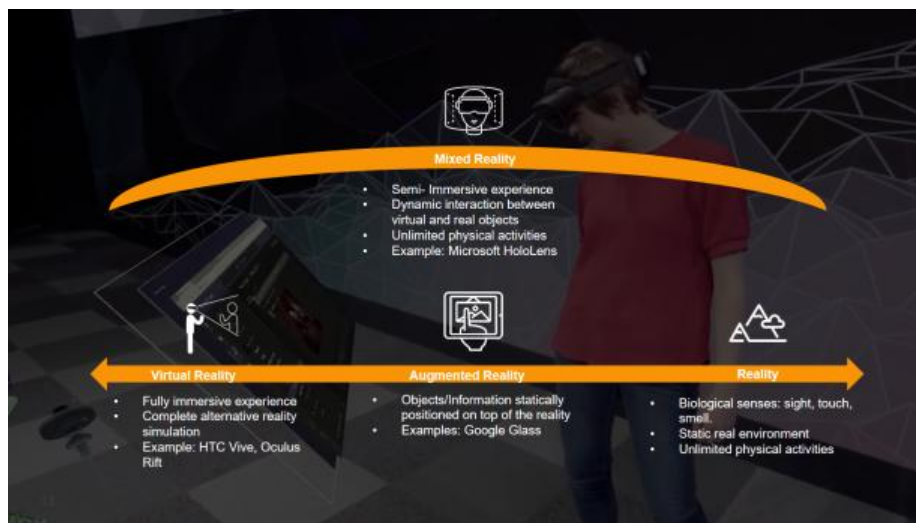 Mixed Reality
• Semi- Immersive experience
• Dynamic interaction between
virtual and real objects
• Unlimited physical activities
• Example: Microsoft HoloLens
Virtual Reality
• Fully immersive experience
• Complete alternative reality
simulation
• Example: HTC Vive, Oculus
Rift
Augmented Reality
• Objects/Information statically
positioned on top of the reality
• Examples: Google Glass
Reality
• Biological senses: sight, touch,
smell.
• Static real environment
• Unlimited physical activities